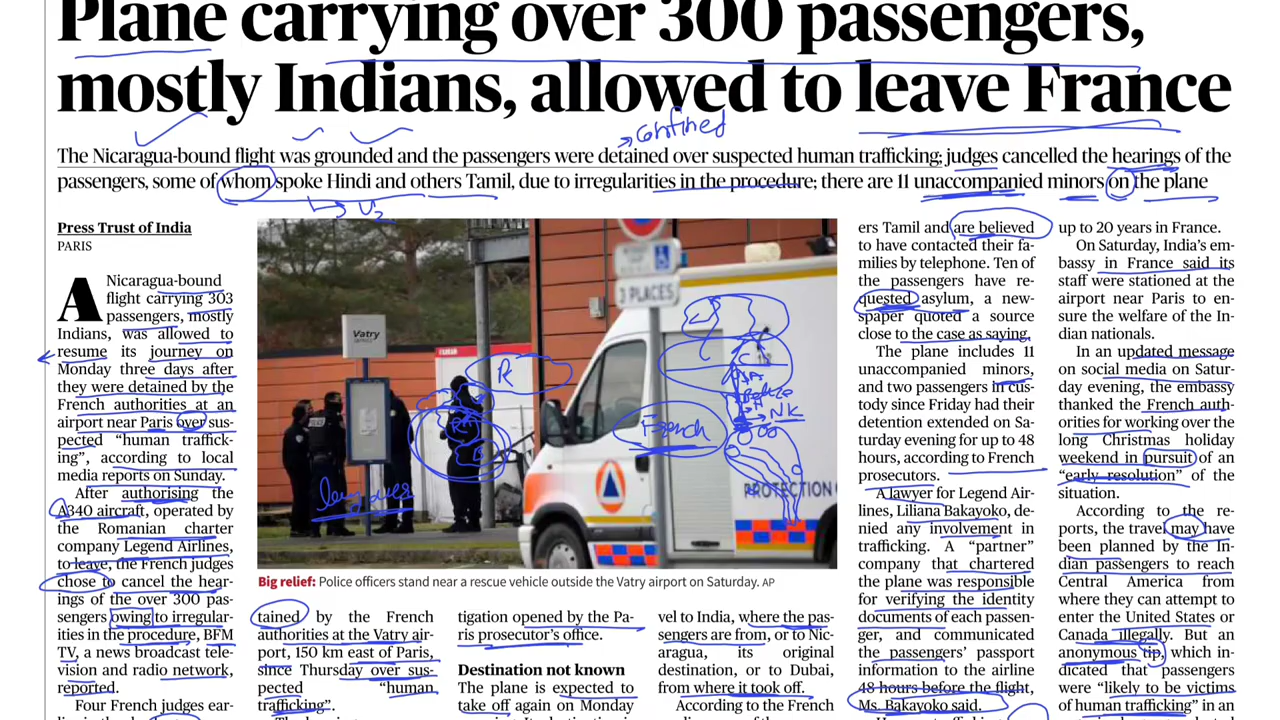 Plane carrying over 300 passengers,
mostly Indians, allowed to leave France
confined
The Nicaragua-bound flight was grounded and the passengers were detained over suspected human trafficking; judges cancelled the hearings of the
passengers, some of whom spoke Hindi and others Tamil, due to irregularities in the procedure; there are 11 unaccompanied minors on the plane
V2
Press Trust of India
PARIS
A Nicaragua-bound
flight carrying 303
passengers, mostly
Indians, was allowed to
resume its journey on
Monday three days after
they were detained by the
French authorities at an
airport near Paris over sus-
pected “human traffick-
ing”, according to local
media reports on Sunday.
After authorising the
A340 aircraft, operated by
the Romanian charter
company Legend Airlines,
to leave, the French judges
chose to cancel the hear-
ings of the over 300 pas-
sengers owing to irregular-
ities in the procedure, BFM
TV, a news broadcast tele-
vision and radio network,
reported.
Four French judges ear-
Vatry
3 PLACES
PROTECTION
R
French
NK
layover
Big relief: Police officers stand near a rescue vehicle outside the Vatry airport on Saturday. AP
tained by the French
authorities at the Vatry air-
port, 150 km east of Paris,
since Thursday over sus-
pected “human
trafficking”.
tigation opened by the Pa-
ris prosecutor’s office.
Destination not known
The plane is expected to
take off again on Monday
vel to India, where the pas-
sengers are from, or to Nic-
aragua, its original
destination, or to Dubai,
from where it took off.
According to the French
ers Tamil and are believed
to have contacted their fa-
milies by telephone. Ten of
the passengers have re-
quested asylum, a new-
spaper quoted a source
close to the case as saying.
The plane includes 11
unaccompanied minors,
and two passengers in cus-
tody since Friday had their
detention extended on Sa-
turday evening for up to 48
hours, according to French
prosecutors.
A lawyer for Legend Air-
lines, Liliana Bakayoko, de-
nied any involvement in
trafficking. A “partner”
company that chartered
the plane was responsible
for verifying the identity
documents of each passen-
ger, and communicated
the passengers’ passport
information to the airline
48 hours before the flight,
Ms. Bakayoko said.
up to 20 years in France.
On Saturday, India’s em-
bassy in France said its
staff were stationed at the
airport near Paris to en-
sure the welfare of the In-
dian nationals.
In an updated message
on social media on Satur-
day evening, the embassy
thanked the French auth-
orities for working over the
long Christmas holiday
weekend in pursuit of an
“early resolution” of the
situation.
According to the re-
ports, the travel may have
been planned by the In-
dian passengers to reach
Central America from
where they can attempt to
enter the United States or
Canada illegally. But an
anonymous tip, which in-
dicated that passengers
were “likely to be victims
of human trafficking” in an